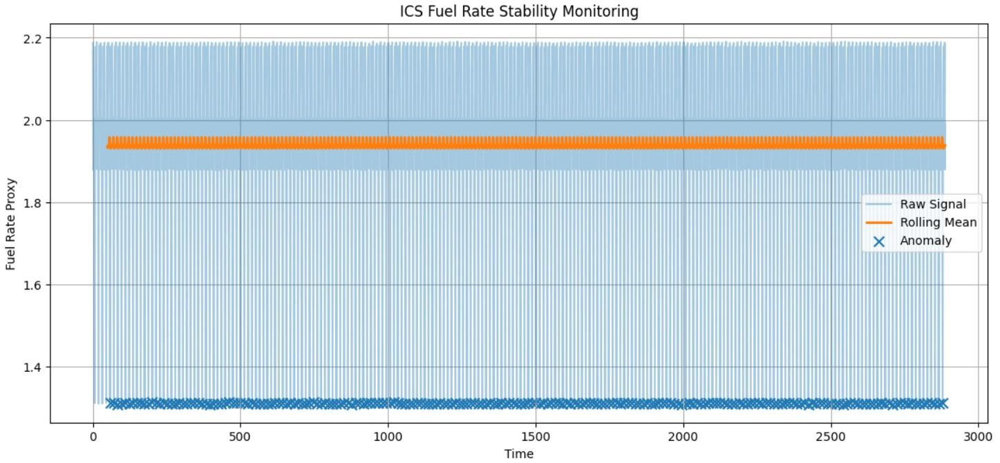 ICS Fuel Rate Stability Monitoring
2.2
2.0
1.8
1.6
1.4
Fuel Rate Proxy
Raw Signal
Rolling Mean
Anomaly
0
500
1000
1500
2000
2500
3000
Time